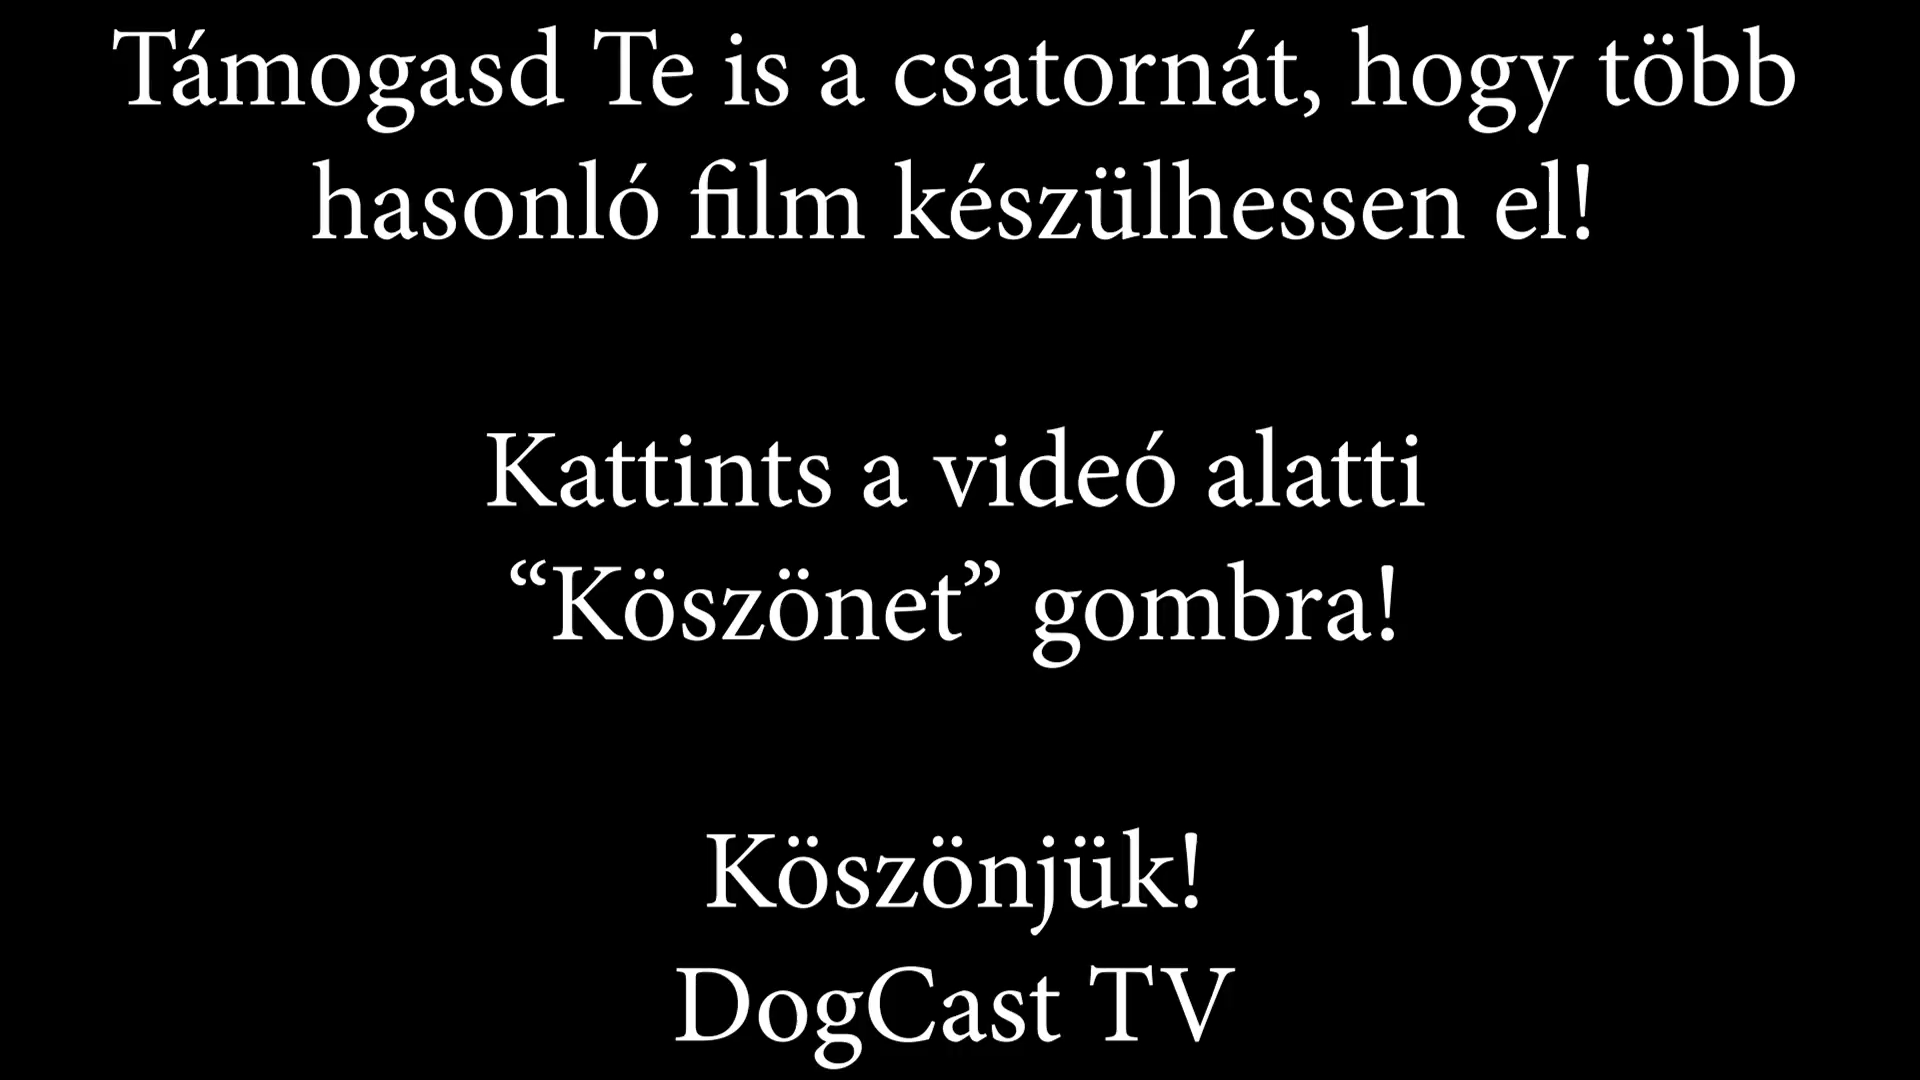 Támogasd Te is a csatornát, hogy több
hasonló film készülhessen el!
Kattints a videó alatti
“Köszönet” gombra!
Köszönjük!
DogCast TV